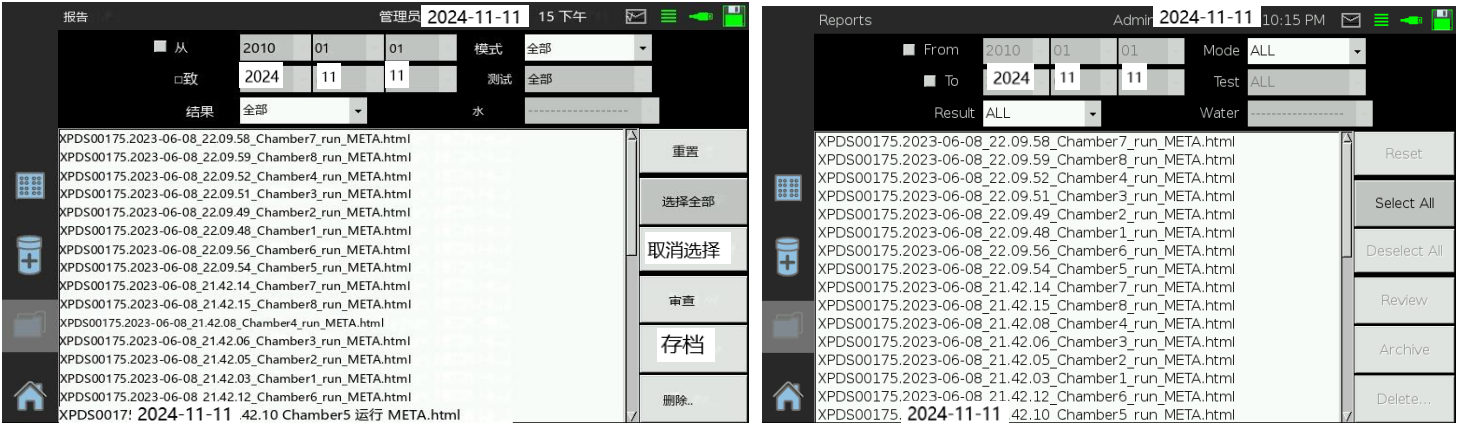 报告 管理员 2024-11-11 15 下午
从 2010 01 01 模式 全部
□致 2024 11 11 测试 全部
结果 全部 水 ------------------
XPDS00175.2023-06-08_22.09.58_Chamber7_run_META.html
XPDS00175.2023-06-08_22.09.59_Chamber8_run_META.html
XPDS00175.2023-06-08_22.09.52_Chamber4_run_META.html
XPDS00175.2023-06-08_22.09.51_Chamber3_run_META.html
XPDS00175.2023-06-08_22.09.49_Chamber2_run_META.html
XPDS00175.2023-06-08_22.09.48_Chamber1_run_META.html
XPDS00175.2023-06-08_22.09.56_Chamber6_run_META.html
XPDS00175.2023-06-08_22.09.54_Chamber5_run_META.html
XPDS00175.2023-06-08_21.42.14_Chamber7_run_META.html
XPDS00175.2023-06-08_21.42.15_Chamber8_run_META.html
XPDS00175.2023-06-08_21.42.08_Chamber4_run_META.html
XPDS00175.2023-06-08_21.42.06_Chamber3_run_META.html
XPDS00175.2023-06-08_21.42.05_Chamber2_run_META.html
XPDS00175.2023-06-08_21.42.03_Chamber1_run_META.html
XPDS00175.2023-06-08_21.42.12_Chamber6_run_META.html
XPDS0017 2024-11-11 .42.10 Chamber5 运行 META.html
重置
选择全部
取消选择
审查
存档
删除..
Reports Admin 2024-11-11 10:15 PM
From 2010 01 01 Mode ALL
To 2024 11 11 Test ALL
Result ALL Water ------------------
XPDS00175.2023-06-08_22.09.58_Chamber7_run_META.html
XPDS00175.2023-06-08_22.09.59_Chamber8_run_META.html
XPDS00175.2023-06-08_22.09.52_Chamber4_run_META.html
XPDS00175.2023-06-08_22.09.51_Chamber3_run_META.html
XPDS00175.2023-06-08_22.09.49_Chamber2_run_META.html
XPDS00175.2023-06-08_22.09.48_Chamber1_run_META.html
XPDS00175.2023-06-08_22.09.56_Chamber6_run_META.html
XPDS00175.2023-06-08_22.09.54_Chamber5_run_META.html
XPDS00175.2023-06-08_21.42.14_Chamber7_run_META.html
XPDS00175.2023-06-08_21.42.15_Chamber8_run_META.html
XPDS00175.2023-06-08_21.42.08_Chamber4_run_META.html
XPDS00175.2023-06-08_21.42.06_Chamber3_run_META.html
XPDS00175.2023-06-08_21.42.05_Chamber2_run_META.html
XPDS00175.2023-06-08_21.42.03_Chamber1_run_META.html
XPDS00175.2023-06-08_21.42.12_Chamber6_run_META.html
XPDS00175. 2024-11-11 .42.10_Chamber5_run_META.html
Reset
Select All
Deselect All
Review
Archive
Delete...